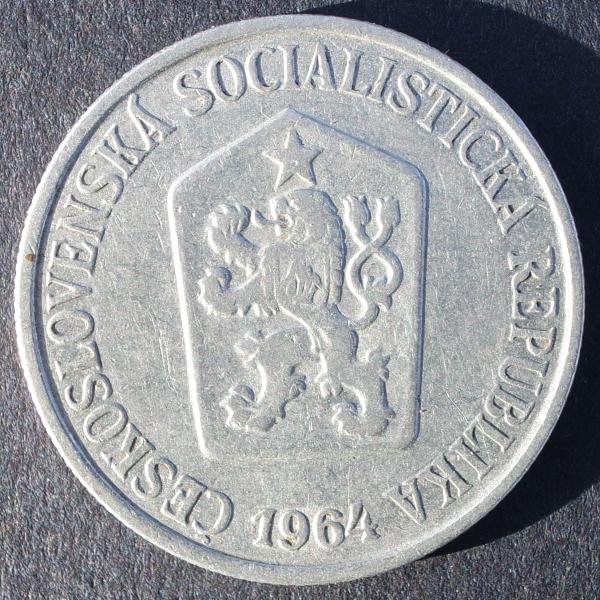 ČESKOSLOVENSKÁ SOCIALISTICKÁ REPUBLIKA
1964